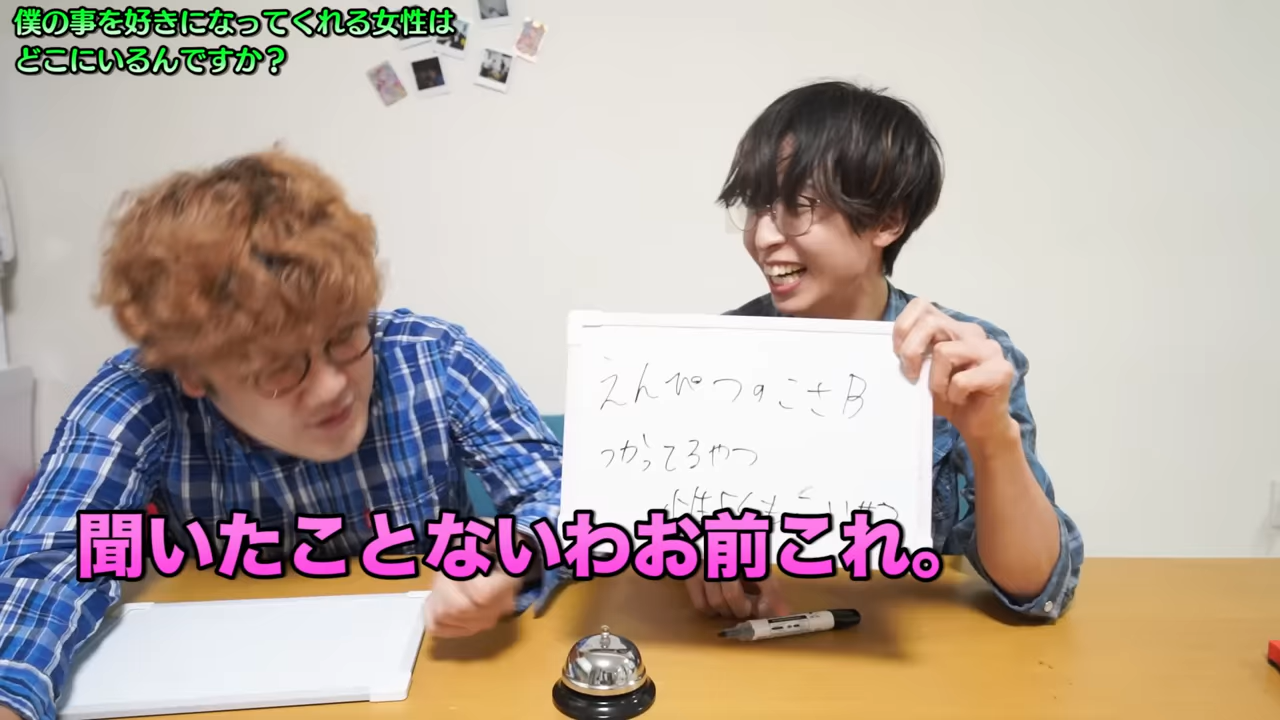 僕の事を好きになってくれる女性は
どこにいるんですか?
えんぴつのこさB
つかってるやつ
聞いたことないわお前これ。